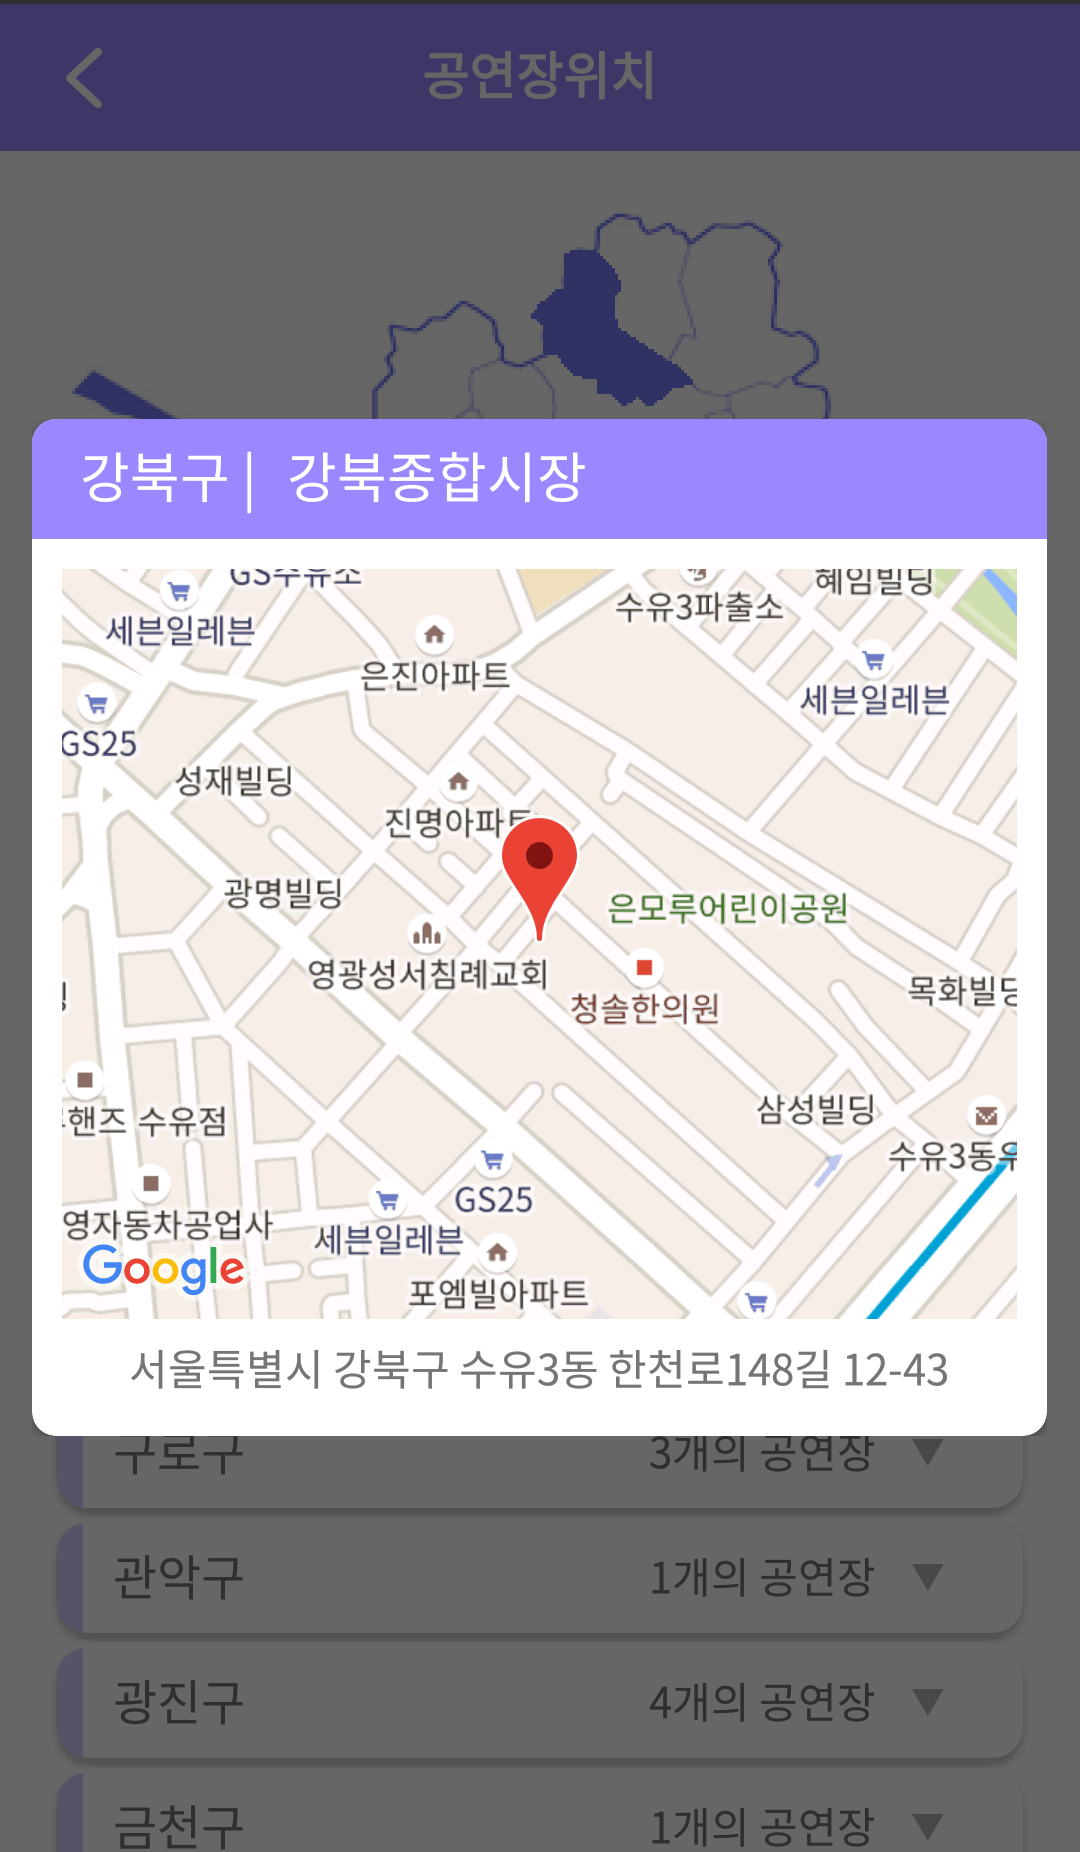 공연장위치
강북구 | 강북종합시장
GS수유소
수유3파출소
혜임빌딩
세븐일레븐
은진아파트
세븐일레븐
GS25
성재빌딩
진명아파트
광명빌딩
은모루어린이공원
영광성서침례교회
목화빌딩
청솔한의원
삼성빌딩
핸즈 수유점
수유3동우
GS25
영자동차공업사
세븐일레븐
Google
포엠빌아파트
서울특별시 강북구 수유3동 한천로148길 12-43
구로구 3개의 공연장 ▼
관악구 1개의 공연장 ▼
광진구 4개의 공연장 ▼
금천구 1개의 공연장 ▼